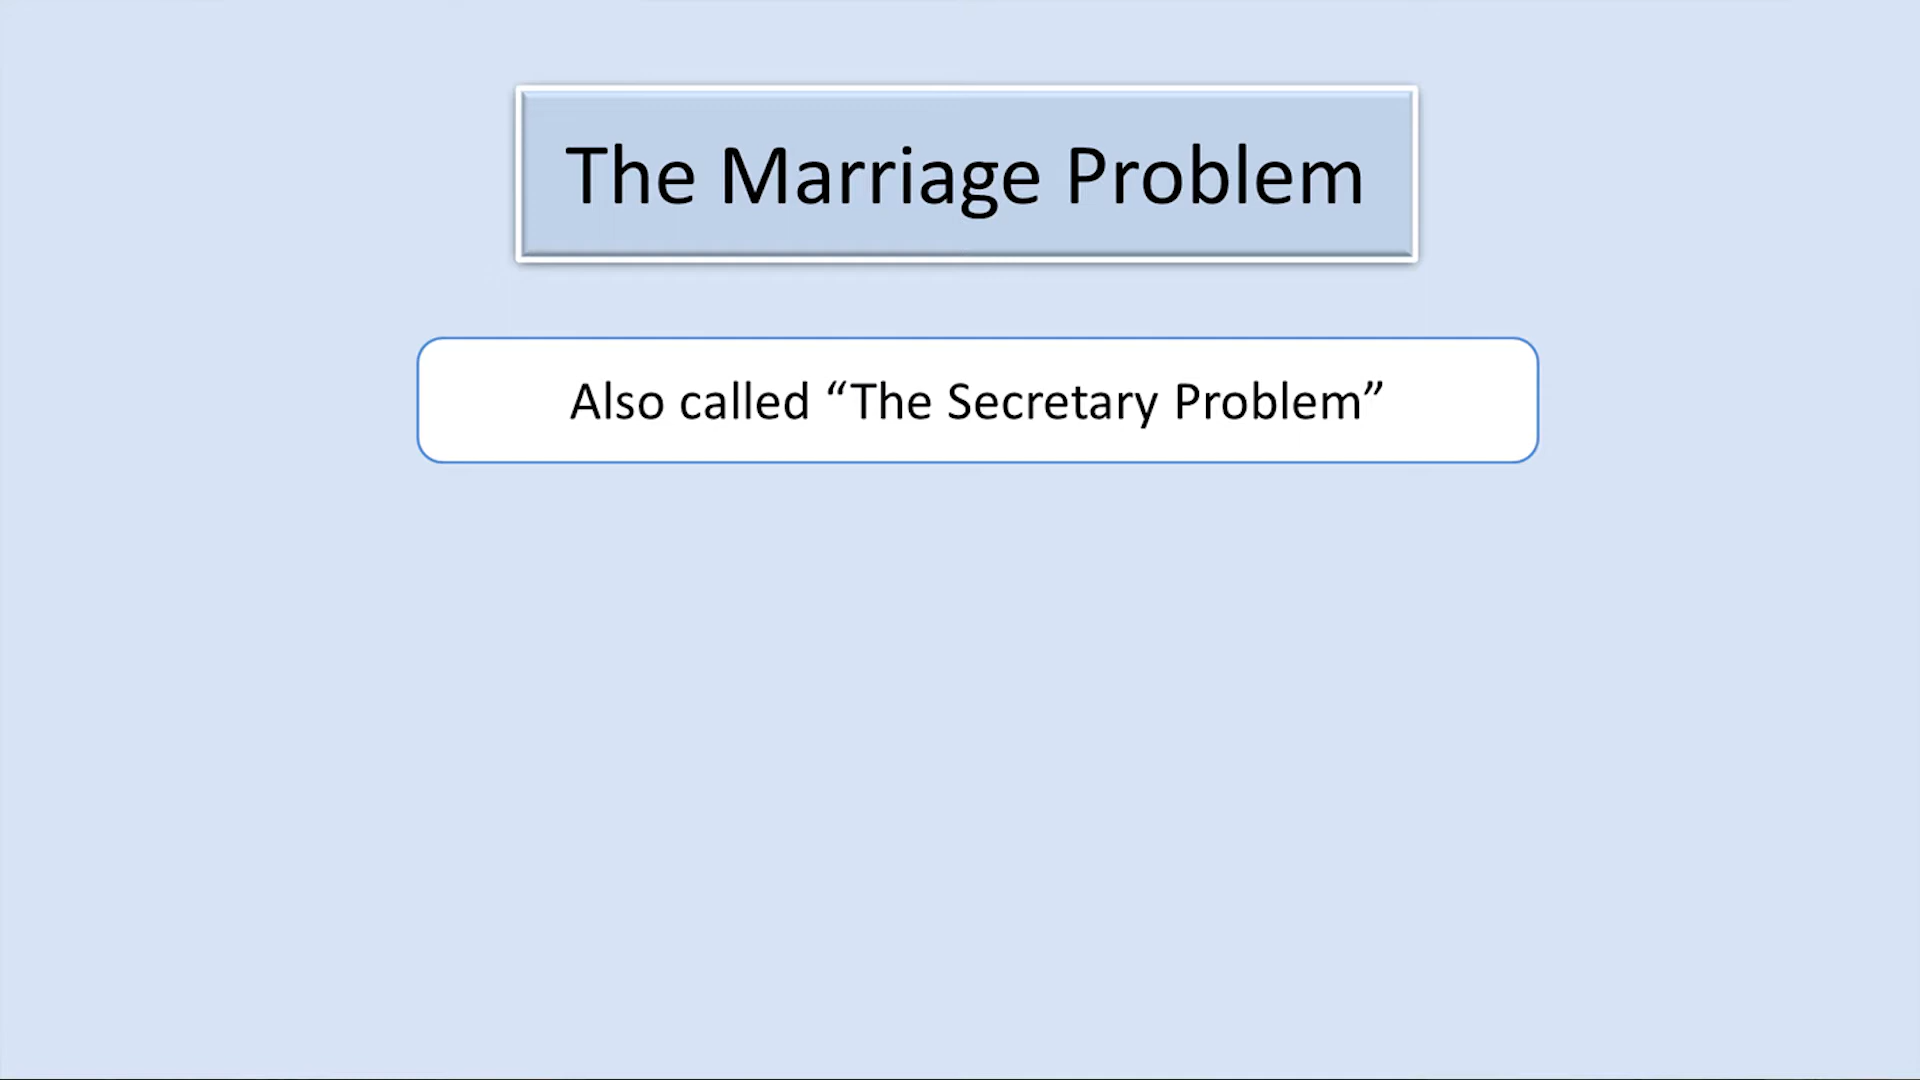 The Marriage Problem
Also called “The Secretary Problem”